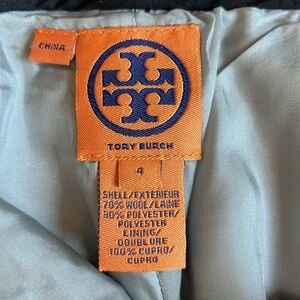 CHINA
TORY BURCH
4
SHELL/EXTERIEUR
70% WOOL/LAINE
30% POLYESTER/
POLYESTER
LINING/
DOUBLURE
100% CUPRO/
CUPRO